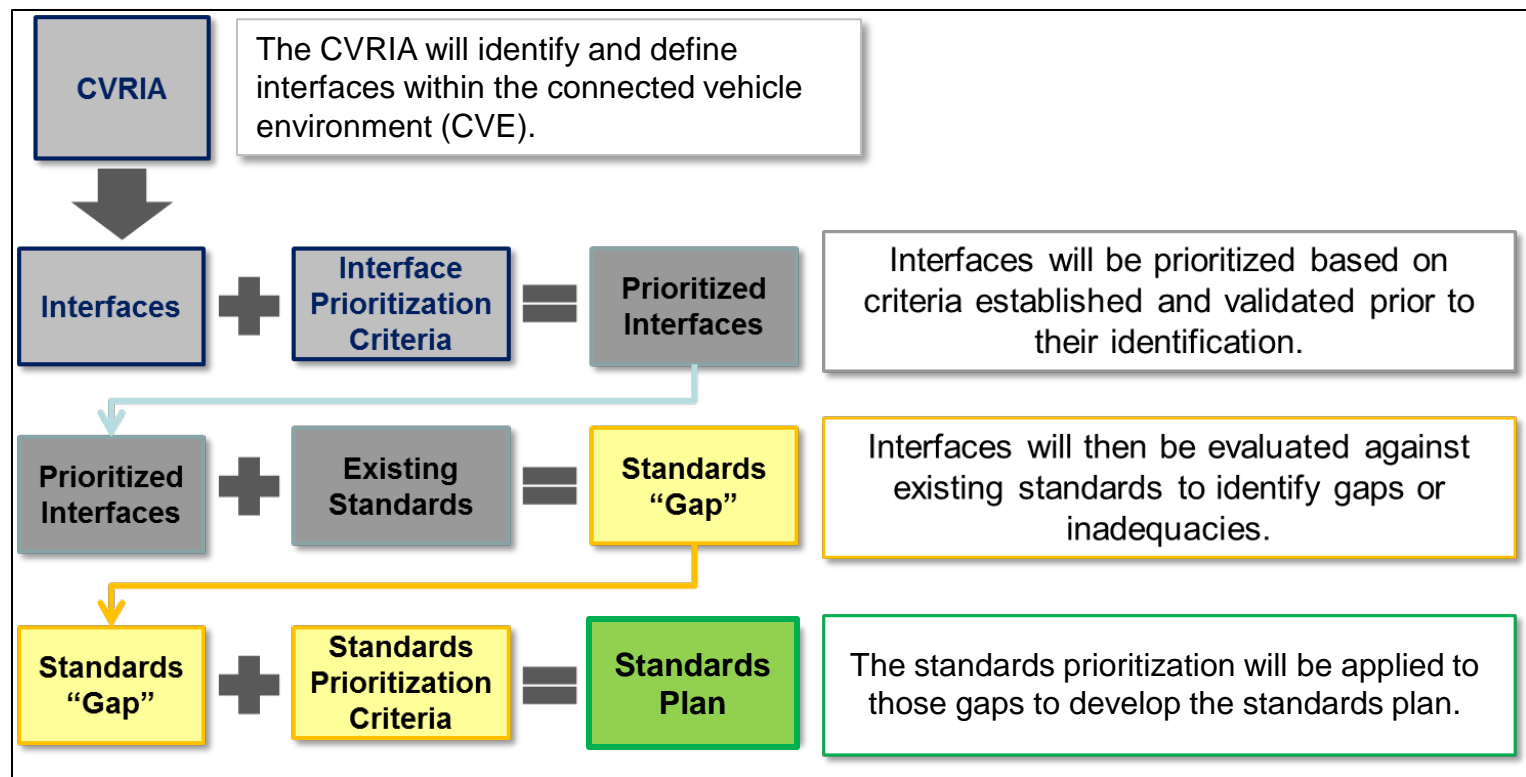 CVRIA
The CVRIA will identify and define
interfaces within the connected vehicle
environment (CVE).
Interfaces
Interface
Prioritization
Criteria
Prioritized
Interfaces
Interfaces will be prioritized based on
criteria established and validated prior to
their identification.
Prioritized
Interfaces
Existing
Standards
Standards
“Gap”
Interfaces will then be evaluated against
existing standards to identify gaps or
inadequacies.
Standards
“Gap”
Standards
Prioritization
Criteria
Standards
Plan
The standards prioritization will be applied to
those gaps to develop the standards plan.